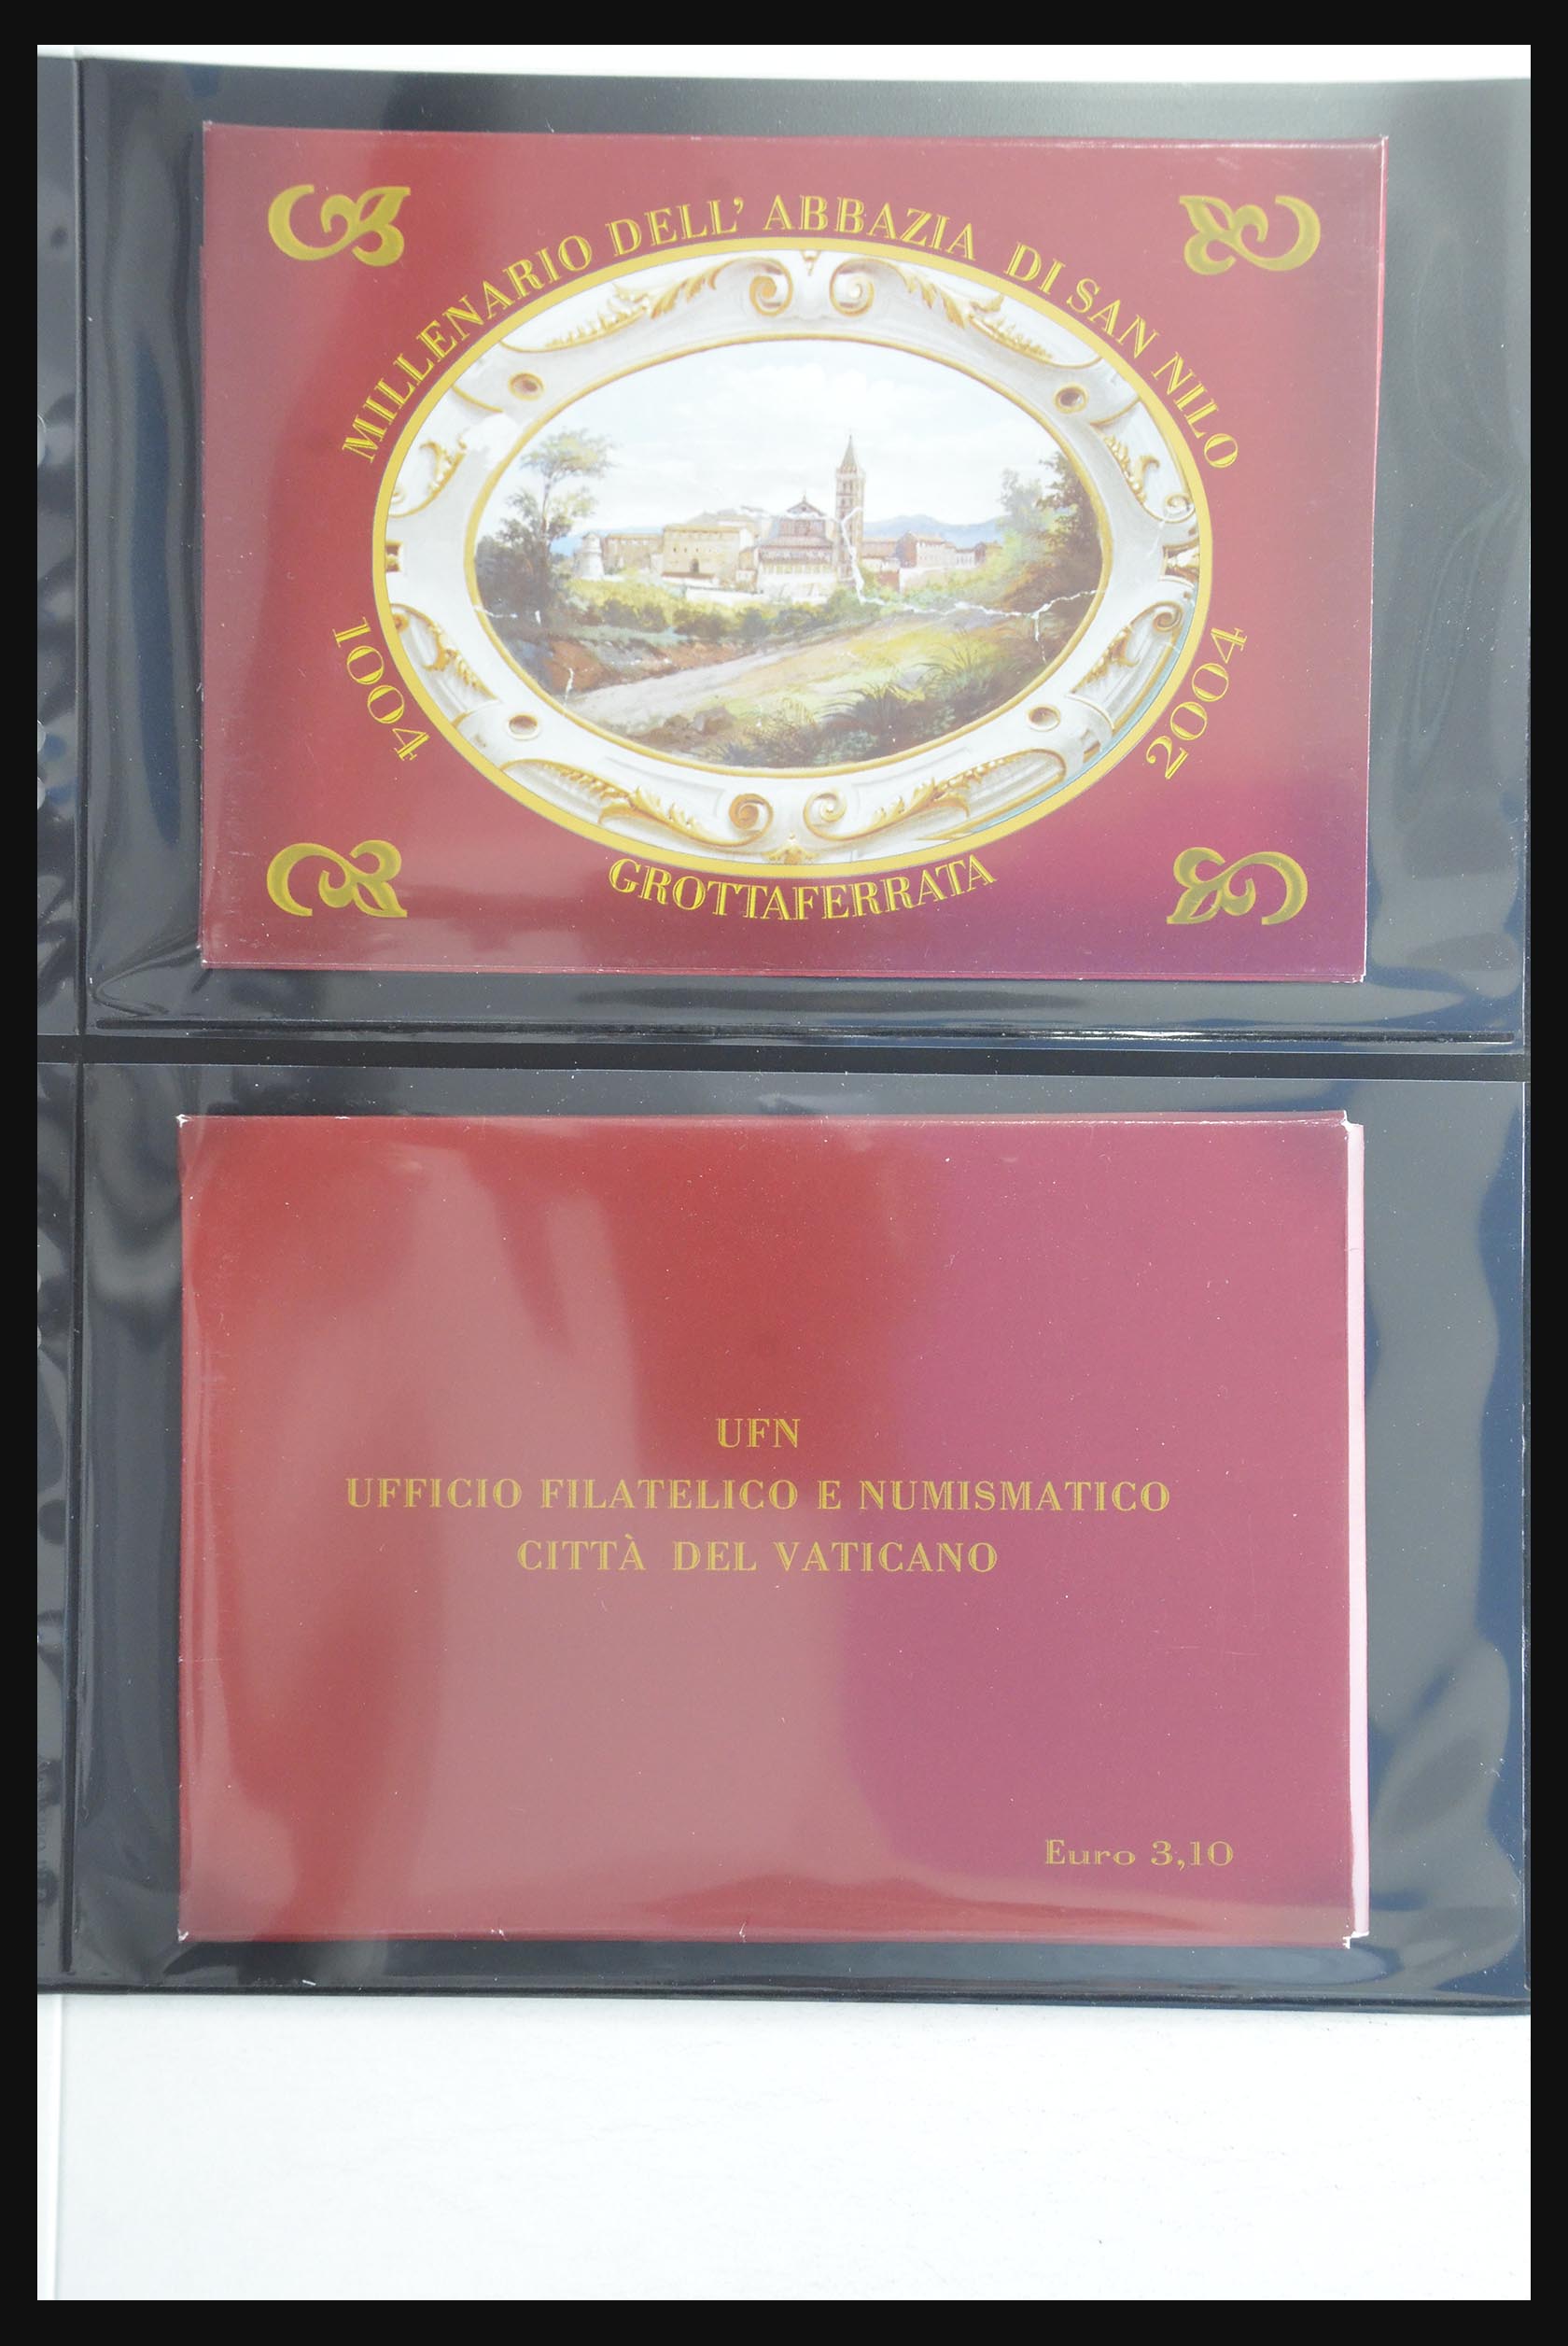 MILLENARIO DELL' ABBAZIA DI SAN NILO
1004
2004
GROTTAFERRATA
UFN
UFFICIO FILATELICO E NUMISMATICO
CITTÀ DEL VATICANO
Euro 3,10